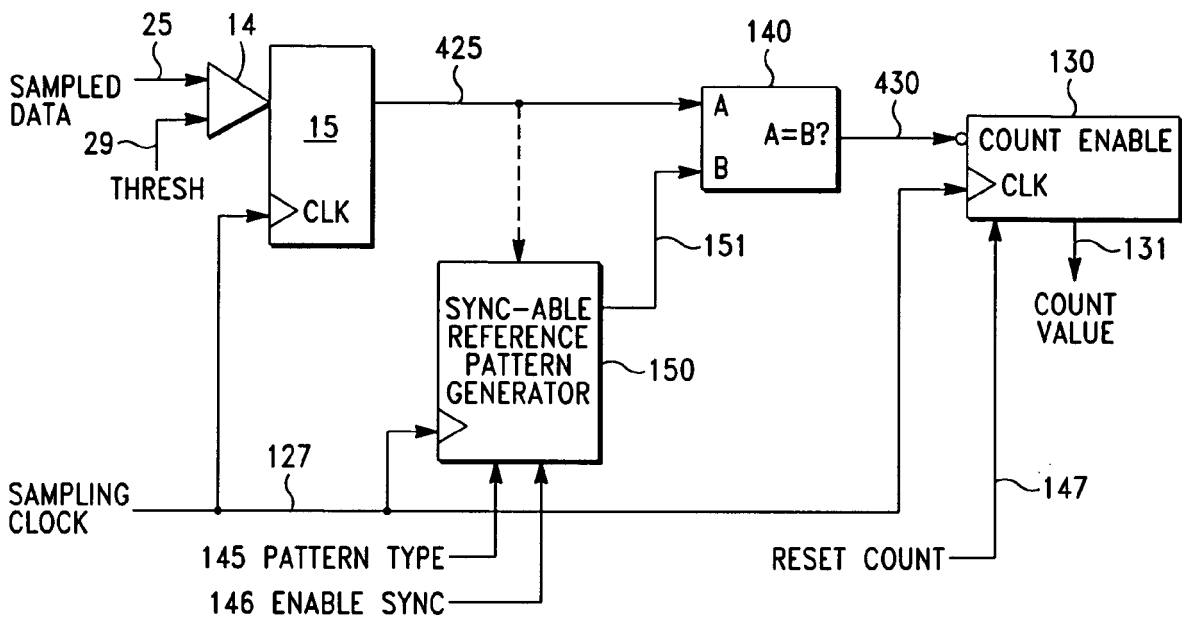 25
14
SAMPLED
DATA
29
THRESH
15
CLK
425
140
A
B
A=B?
430
130
COUNT ENABLE
CLK
151
131
COUNT
VALUE
SYNC-ABLE
REFERENCE
PATTERN
GENERATOR
150
127
SAMPLING
CLOCK
147
145 PATTERN TYPE
RESET COUNT
146 ENABLE SYNC